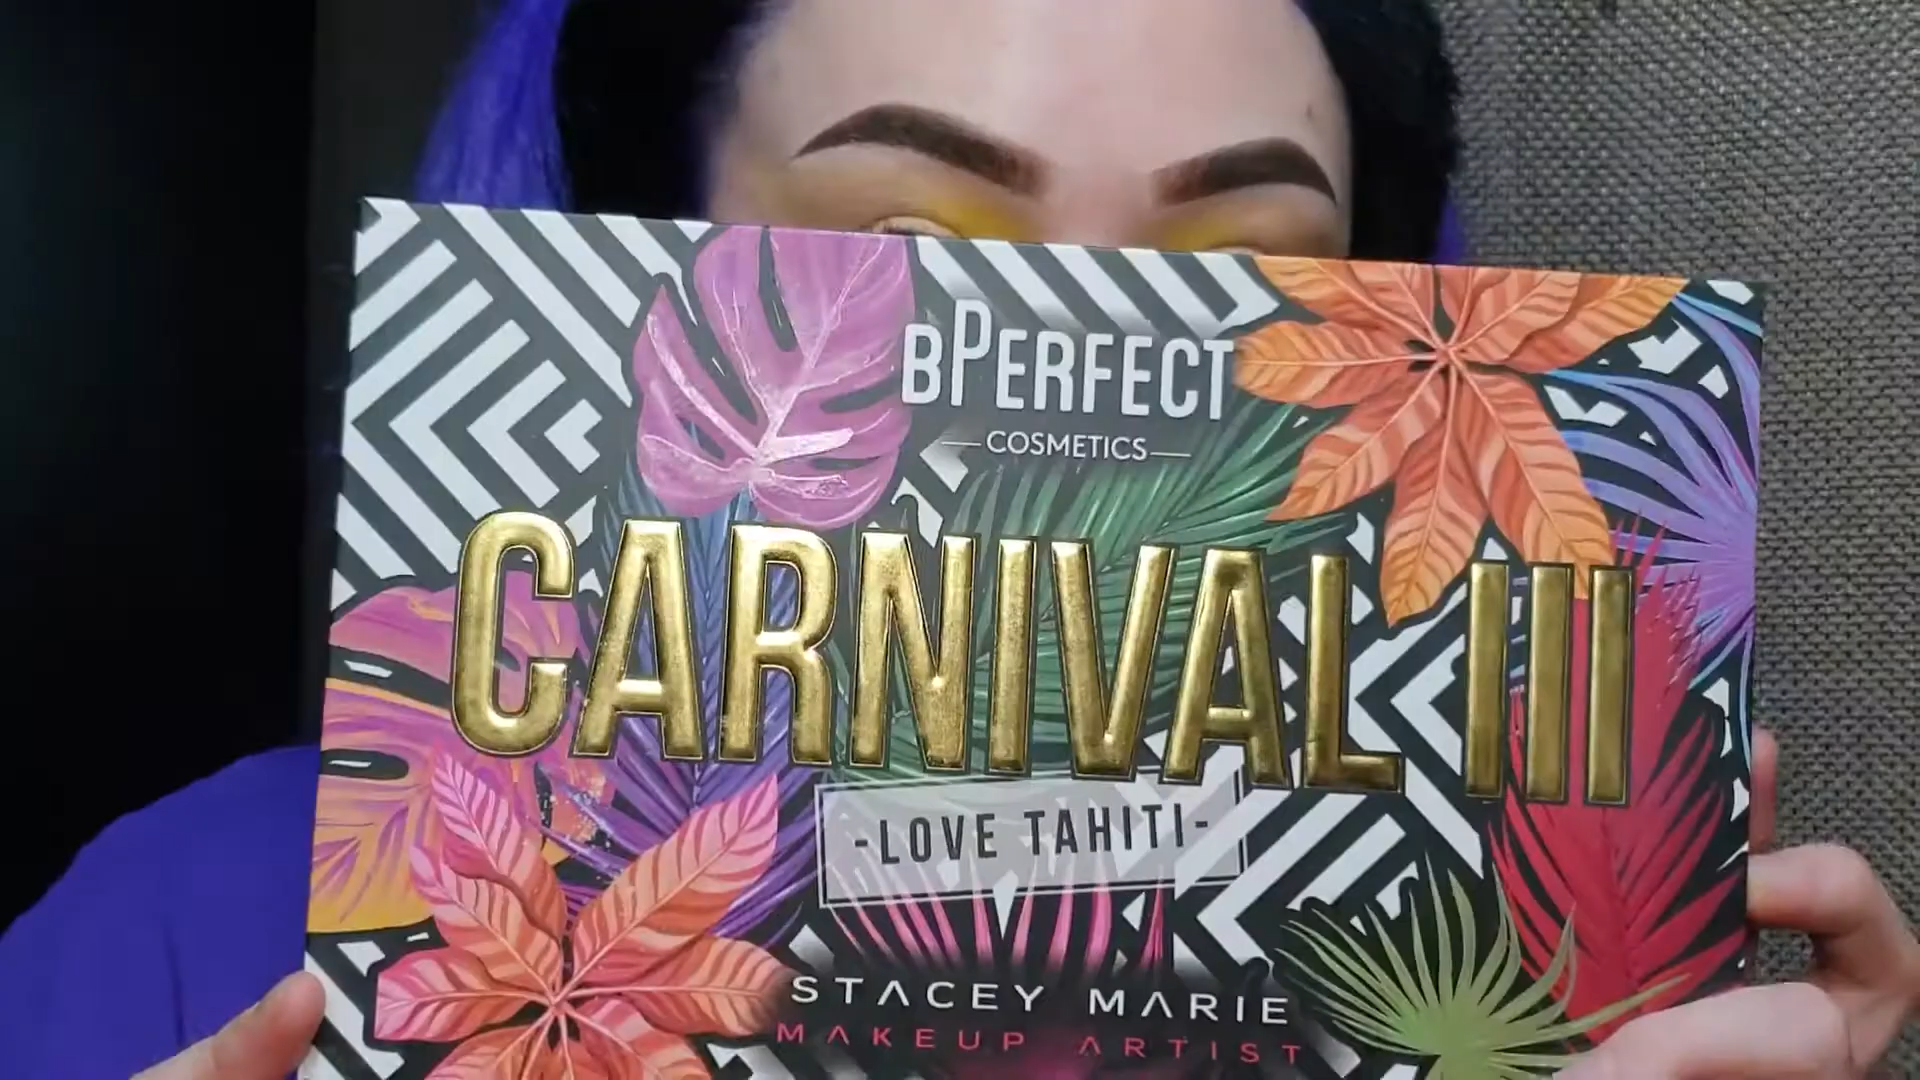 BPERFECT
COSMETICS
CARNIVAL III
-LOVE TAHITI-
STACEY MARIE
MAKEUP ARTIST